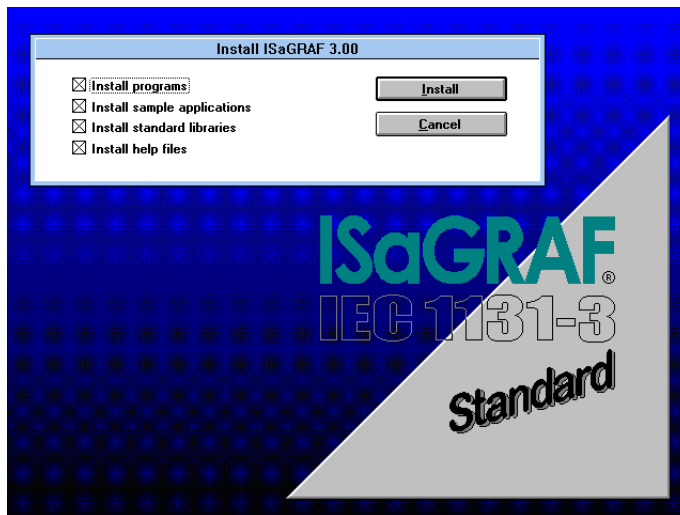 Install ISaGRAF 3.00
Install programs
Install sample applications
Install standard libraries
Install help files
Install
Cancel
ISaGRAF®
IEC 1131-3
Standard